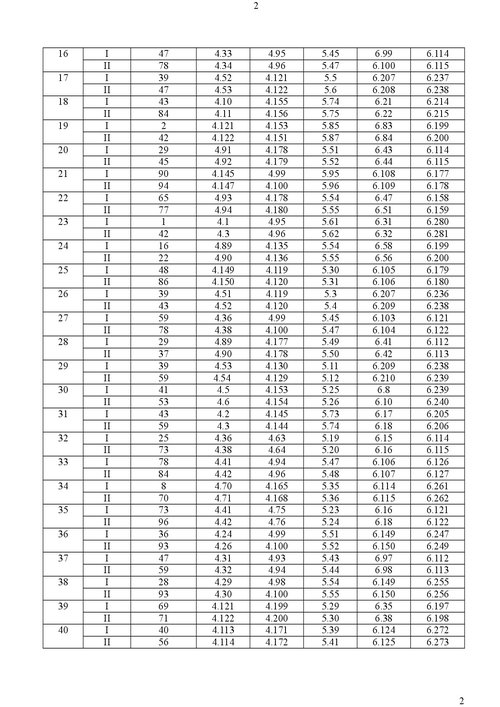 2
16 I 47 4.33 4.95 5.45 6.99 6.114
II 78 4.34 4.96 5.47 6.100 6.115
17 I 39 4.52 4.121 5.5 6.207 6.237
II 47 4.53 4.122 5.6 6.208 6.238
18 I 43 4.10 4.155 5.74 6.21 6.214
II 84 4.11 4.156 5.75 6.22 6.215
19 I 2 4.121 4.153 5.85 6.83 6.199
II 42 4.122 4.151 5.87 6.84 6.200
20 I 29 4.91 4.178 5.51 6.43 6.114
II 45 4.92 4.179 5.52 6.44 6.115
21 I 90 4.145 4.99 5.95 6.108 6.177
II 94 4.147 4.100 5.96 6.109 6.178
22 I 65 4.93 4.178 5.54 6.47 6.158
II 77 4.94 4.180 5.55 6.51 6.159
23 I 1 4.1 4.95 5.61 6.31 6.280
II 42 4.3 4.96 5.62 6.32 6.281
24 I 16 4.89 4.135 5.54 6.58 6.199
II 22 4.90 4.136 5.55 6.56 6.200
25 I 48 4.149 4.119 5.30 6.105 6.179
II 86 4.150 4.120 5.31 6.106 6.180
26 I 39 4.51 4.119 5.3 6.207 6.236
II 43 4.52 4.120 5.4 6.209 6.238
27 I 59 4.36 4.99 5.45 6.103 6.121
II 78 4.38 4.100 5.47 6.104 6.122
28 I 29 4.89 4.177 5.49 6.41 6.112
II 37 4.90 4.178 5.50 6.42 6.113
29 I 39 4.53 4.130 5.11 6.209 6.238
II 59 4.54 4.129 5.12 6.210 6.239
30 I 41 4.5 4.153 5.25 6.8 6.239
II 53 4.6 4.154 5.26 6.10 6.240
31 I 43 4.2 4.145 5.73 6.17 6.205
II 59 4.3 4.144 5.74 6.18 6.206
32 I 25 4.36 4.63 5.19 6.15 6.114
II 73 4.38 4.64 5.20 6.16 6.115
33 I 78 4.41 4.94 5.47 6.106 6.126
II 84 4.42 4.96 5.48 6.107 6.127
34 I 8 4.70 4.165 5.35 6.114 6.261
II 70 4.71 4.168 5.36 6.115 6.262
35 I 73 4.41 4.75 5.23 6.16 6.121
II 96 4.42 4.76 5.24 6.18 6.122
36 I 36 4.24 4.99 5.51 6.149 6.247
II 93 4.26 4.100 5.52 6.150 6.249
37 I 47 4.31 4.93 5.43 6.97 6.112
II 59 4.32 4.94 5.44 6.98 6.113
38 I 28 4.29 4.98 5.54 6.149 6.255
II 93 4.30 4.100 5.55 6.150 6.256
39 I 69 4.121 4.199 5.29 6.35 6.197
II 71 4.122 4.200 5.30 6.38 6.198
40 I 40 4.113 4.171 5.39 6.124 6.272
II 56 4.114 4.172 5.41 6.125 6.273
2